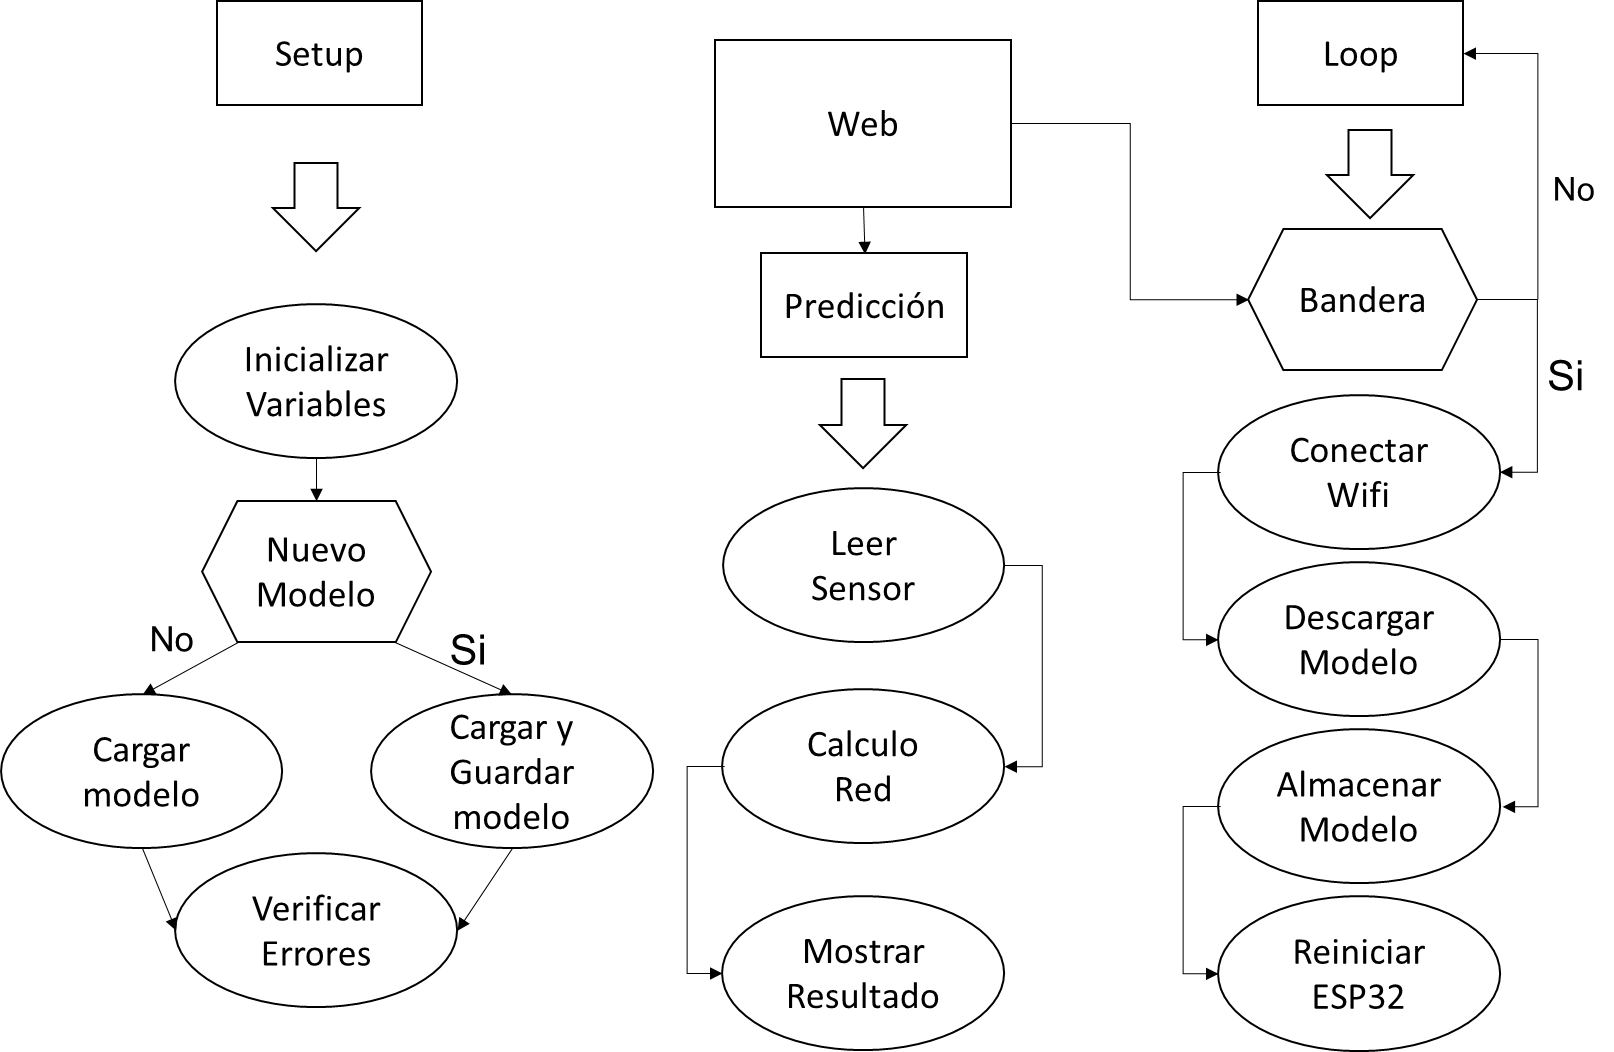 Setup
Inicializar
Variables
Nuevo
Modelo
No
Si
Cargar
modelo
Cargar y
Guardar
modelo
Verificar
Errores
Web
Predicción
Leer
Sensor
Calculo
Red
Mostrar
Resultado
Loop
No
Bandera
Si
Conectar
Wifi
Descargar
Modelo
Almacenar
Modelo
Reiniciar
ESP32